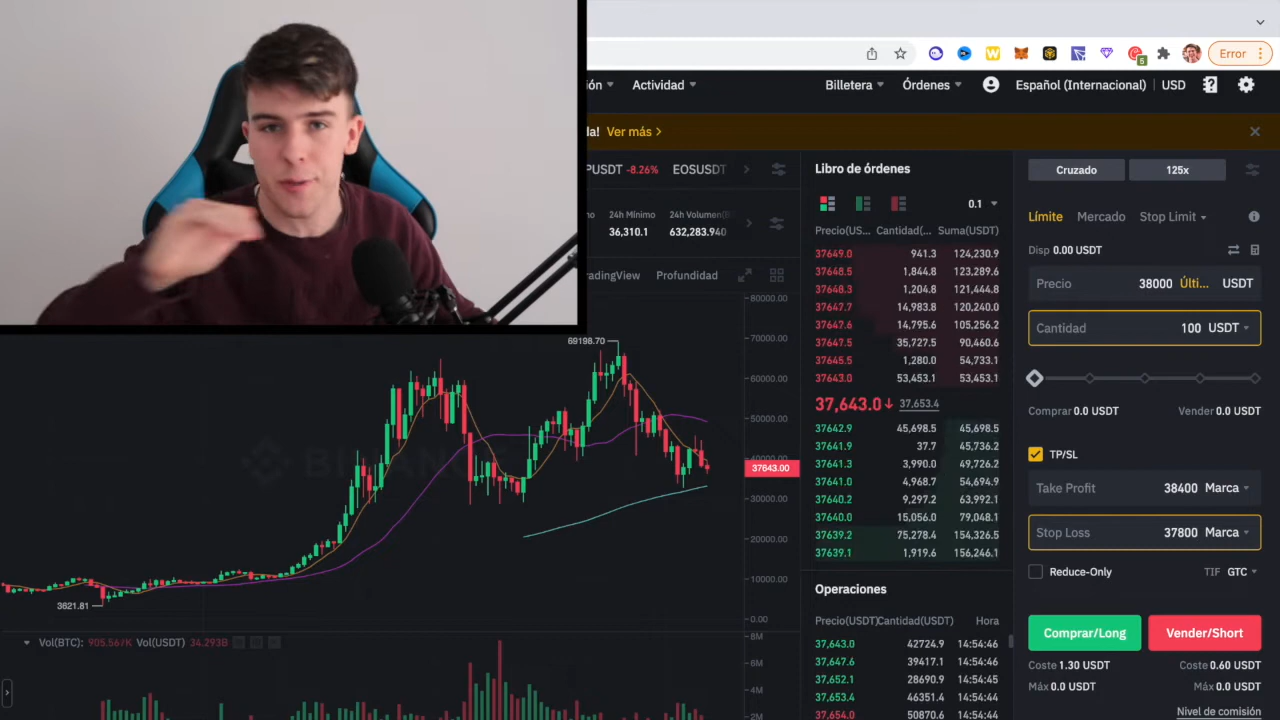 Error
ión
Actividad
Billetera
Órdenes
Español (Internacional)
USD
da! Ver más >
PUSDT -8.26%
EOSUSDT
Libro de órdenes
Cruzado
125x
0.1
Límite
Mercado
Stop Limit
24h Mínimo
24h Volumen(B
36,310.1
632,283.940
Precio(US...
Cantidad(...
Suma(USDT)
Disp 0.00 USDT
37649.0 941.3 124,230.9
37648.5 1,844.8 123,289.6
37648.3 1,204.8 121,444.8
37647.7 14,983.8 120,240.0
37647.6 14,795.6 105,256.2
37647.5 35,727.5 90,460.6
37645.5 1,280.0 54,733.1
37643.0 53,453.1 53,453.1
37,643.0↓ 37,653.4
37642.9 45,698.5 45,698.5
37641.9 37.7 45,736.2
37641.3 3,990.0 49,726.2
37641.0 4,968.7 54,694.9
37640.2 9,297.2 63,992.1
37640.0 15,056.0 79,048.1
37639.2 75,278.4 154,326.5
37639.1 1,919.6 156,246.1
Precio 38000 Últi... USDT
Cantidad 100 USDT
Comprar 0.0 USDT
Vender 0.0 USDT
TP/SL
Take Profit 38400 Marca
Stop Loss 37800 Marca
Reduce-Only
TIF GTC
Comprar/Long
Vender/Short
Coste 1.30 USDT
Coste 0.60 USDT
Máx 0.0 USDT
Máx 0.0 USDT
Nivel de comisión
radingView
Profundidad
80000.00
70000.00
60000.00
50000.00
40000.00
37643.00
30000.00
20000.00
10000.00
0.00
69198.70
3621.81
Vol(BTC): 905.567K Vol(USDT) 34.293B
8M
6M
4M
2M
Operaciones
Precio(USDT)
Cantidad(USDT)
Hora
37,643.0 42724.9 14:54:46
37,647.6 39417.1 14:54:46
37,652.1 28690.9 14:54:45
37,653.4 46351.4 14:54:44
37,654.0 50870.6 14:54:44